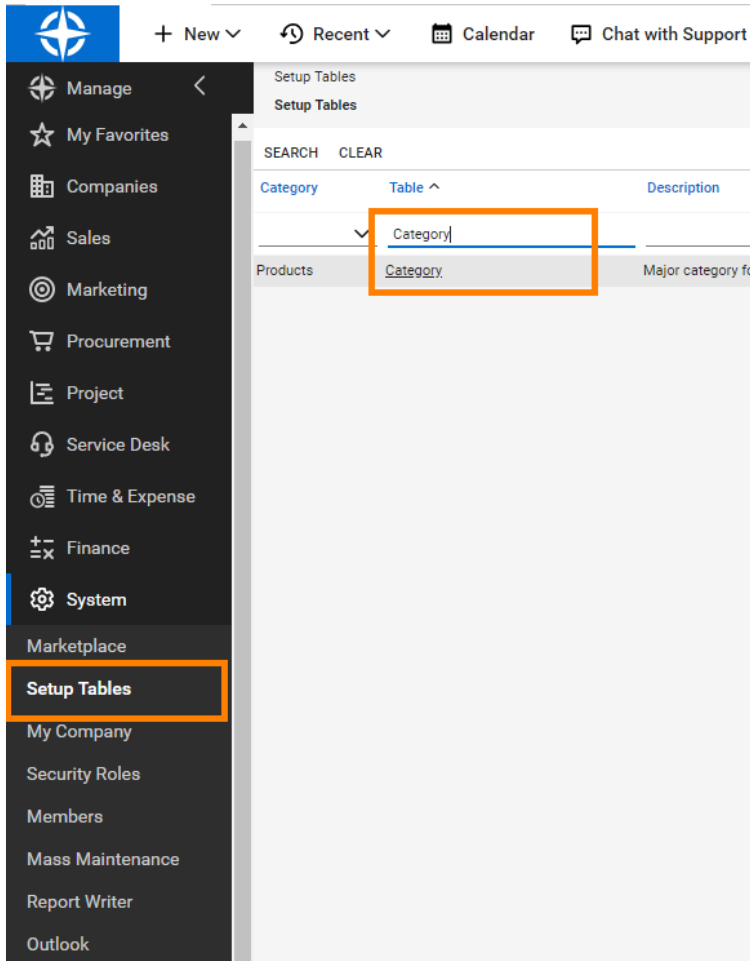 New Recent Calendar Chat with Support
Manage
My Favorites
Companies
Sales
Marketing
Procurement
Project
Service Desk
Time & Expense
Finance
System
Marketplace
Setup Tables
My Company
Security Roles
Members
Mass Maintenance
Report Writer
Outlook
Setup Tables
Setup Tables
SEARCH CLEAR
Category Table Description
Category
Products Category Major category fo